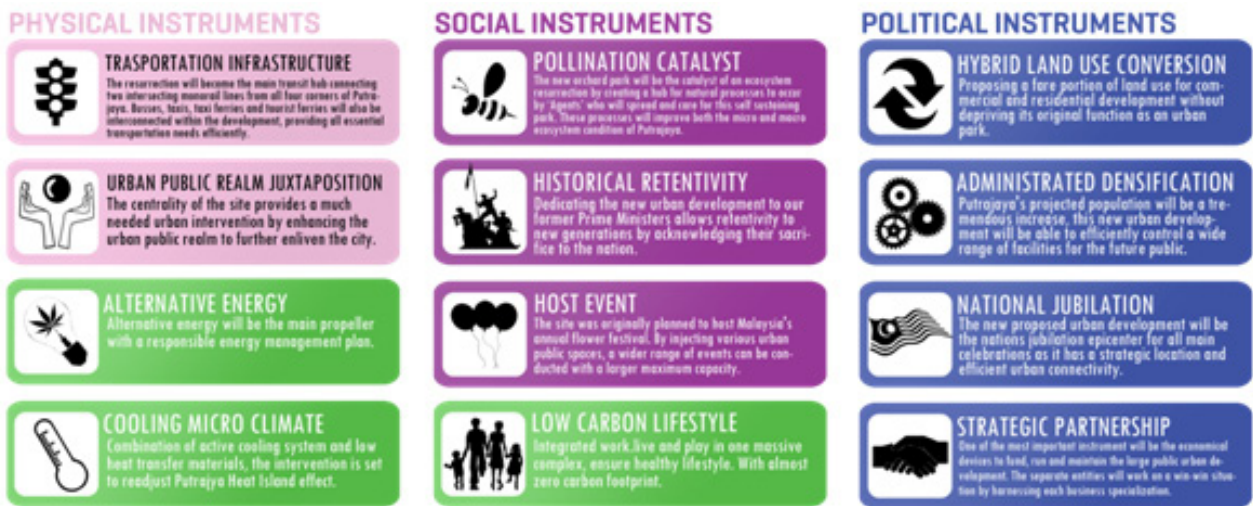 PHYSICAL INSTRUMENTS
TRASPORTATION INFRASTRUCTURE
The resurrection will become the main transit hub connecting
two intersecting monorail lines from all four corners of Putra-
jaya. Busses, taxis, taxi ferries and tourist ferries will also be
interconnected within the development, providing all essential
transportation needs efficiently.
URBAN PUBLIC REALM JUXTAPOSITION
The centrality of the site provides a much
needed urban intervention by enhancing the
urban public realm to further enliven the city.
ALTERNATIVE ENERGY
Alternative energy will be the main propeller
with a responsible energy management plan.
COOLING MICRO CLIMATE
Combination of active cooling system and low
heat transfer materials, the intervention is set
to readjust Putrajya Heat Island effect.
SOCIAL INSTRUMENTS
POLLINATION CATALYST
The new orchard park will be the catalyst of an ecosystem
resurrection by creating a hub for natural processes to occur
by 'Agents' who will spread and care for this self sustaining
park. These processes will improve both the micro and macro
ecosystem condition of Putrajaya.
HISTORICAL RETENTIVITY
Dedicating the new urban development to our
former Prime Ministers allows retentivity to
new generations by acknowledging their sacri-
fice to the nation.
HOST EVENT
The site was originally planned to host Malaysia's
annual flower festival. By injecting various urban
public spaces, a wider range of events can be con-
ducted with a larger maximum capacity.
LOW CARBON LIFESTYLE
Integrated work.live and play in one massive
complex, ensure healthy lifestyle. With almost
zero carbon footprint.
POLITICAL INSTRUMENTS
HYBRID LAND USE CONVERSION
Proposing a fare portion of land use for com-
mercial and residential development without
depriving its original function as an urban
park.
ADMINISTRATED DENSIFICATION
Putrajaya's projected population will be a tre-
mendous increase, this new urban develop-
ment will be able to efficiently control a wide
range of facilities for the future public.
NATIONAL JUBILATION
The new proposed urban development will be
the nations jubilation epicenter for all main
celebrations as it has a strategic location and
efficient urban connectivity.
STRATEGIC PARTNERSHIP
One of the most important instrument will be the economical
devices to fund, run and maintain the large public urban de-
velopment. The separate entities will work on a win-win situa-
tion by harnessing each business specialization.